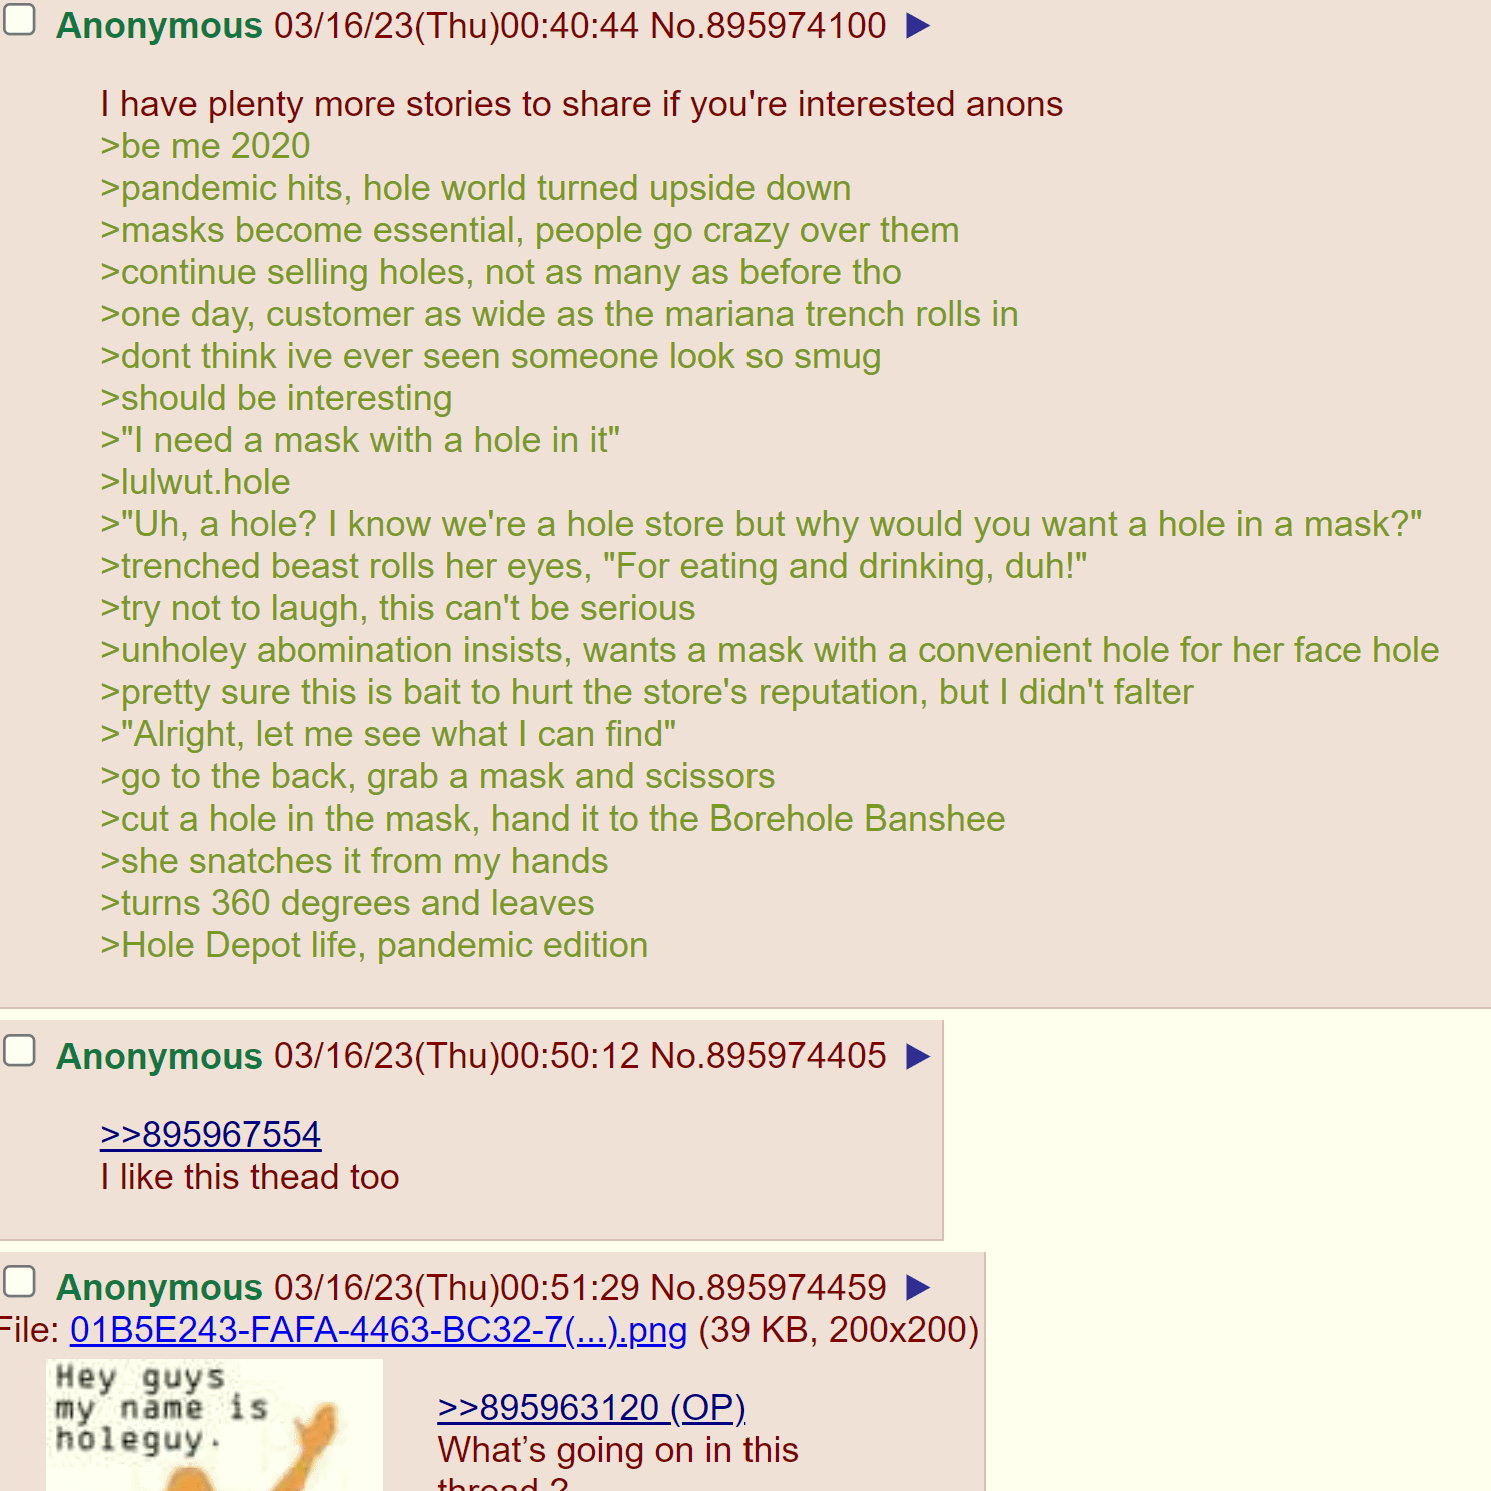 Anonymous 03/16/23(Thu)00:40:44 No.895974100 ▶
I have plenty more stories to share if you're interested anons
>be me 2020
>pandemic hits, hole world turned upside down
>masks become essential, people go crazy over them
>continue selling holes, not as many as before tho
>one day, customer as wide as the mariana trench rolls in
>dont think ive ever seen someone look so smug
>should be interesting
>"I need a mask with a hole in it"
>lulwut.hole
>"Uh, a hole? I know we're a hole store but why would you want a hole in a mask?"
>trenched beast rolls her eyes, "For eating and drinking, duh!"
>try not to laugh, this can't be serious
>unholey abomination insists, wants a mask with a convenient hole for her face hole
>pretty sure this is bait to hurt the store's reputation, but I didn't falter
>"Alright, let me see what I can find"
>go to the back, grab a mask and scissors
>cut a hole in the mask, hand it to the Borehole Banshee
>she snatches it from my hands
>turns 360 degrees and leaves
>Hole Depot life, pandemic edition
Anonymous 03/16/23(Thu)00:50:12 No.895974405 ▶
>>895967554
I like this thead too
Anonymous 03/16/23(Thu)00:51:29 No.895974459 ▶
File: 01B5E243-FAFA-4463-BC32-7(...).png (39 KB, 200x200)
Hey guys
my name is
holeguy.
>>895963120 (OP)
What’s going on in this
thread ?